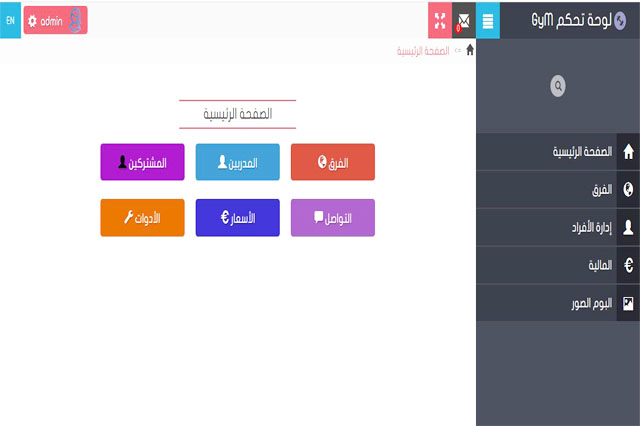 لوحة تحكم GyM
0
admin
EN
الصفحة الرئيسية
<= الصفحة الرئيسية
الصفحة الرئيسية
الفرق
إدارة الأفراد
المالية
البوم الصور
الفرق
المدربين
المشتركين
التواصل
الأسعار
الأدوات